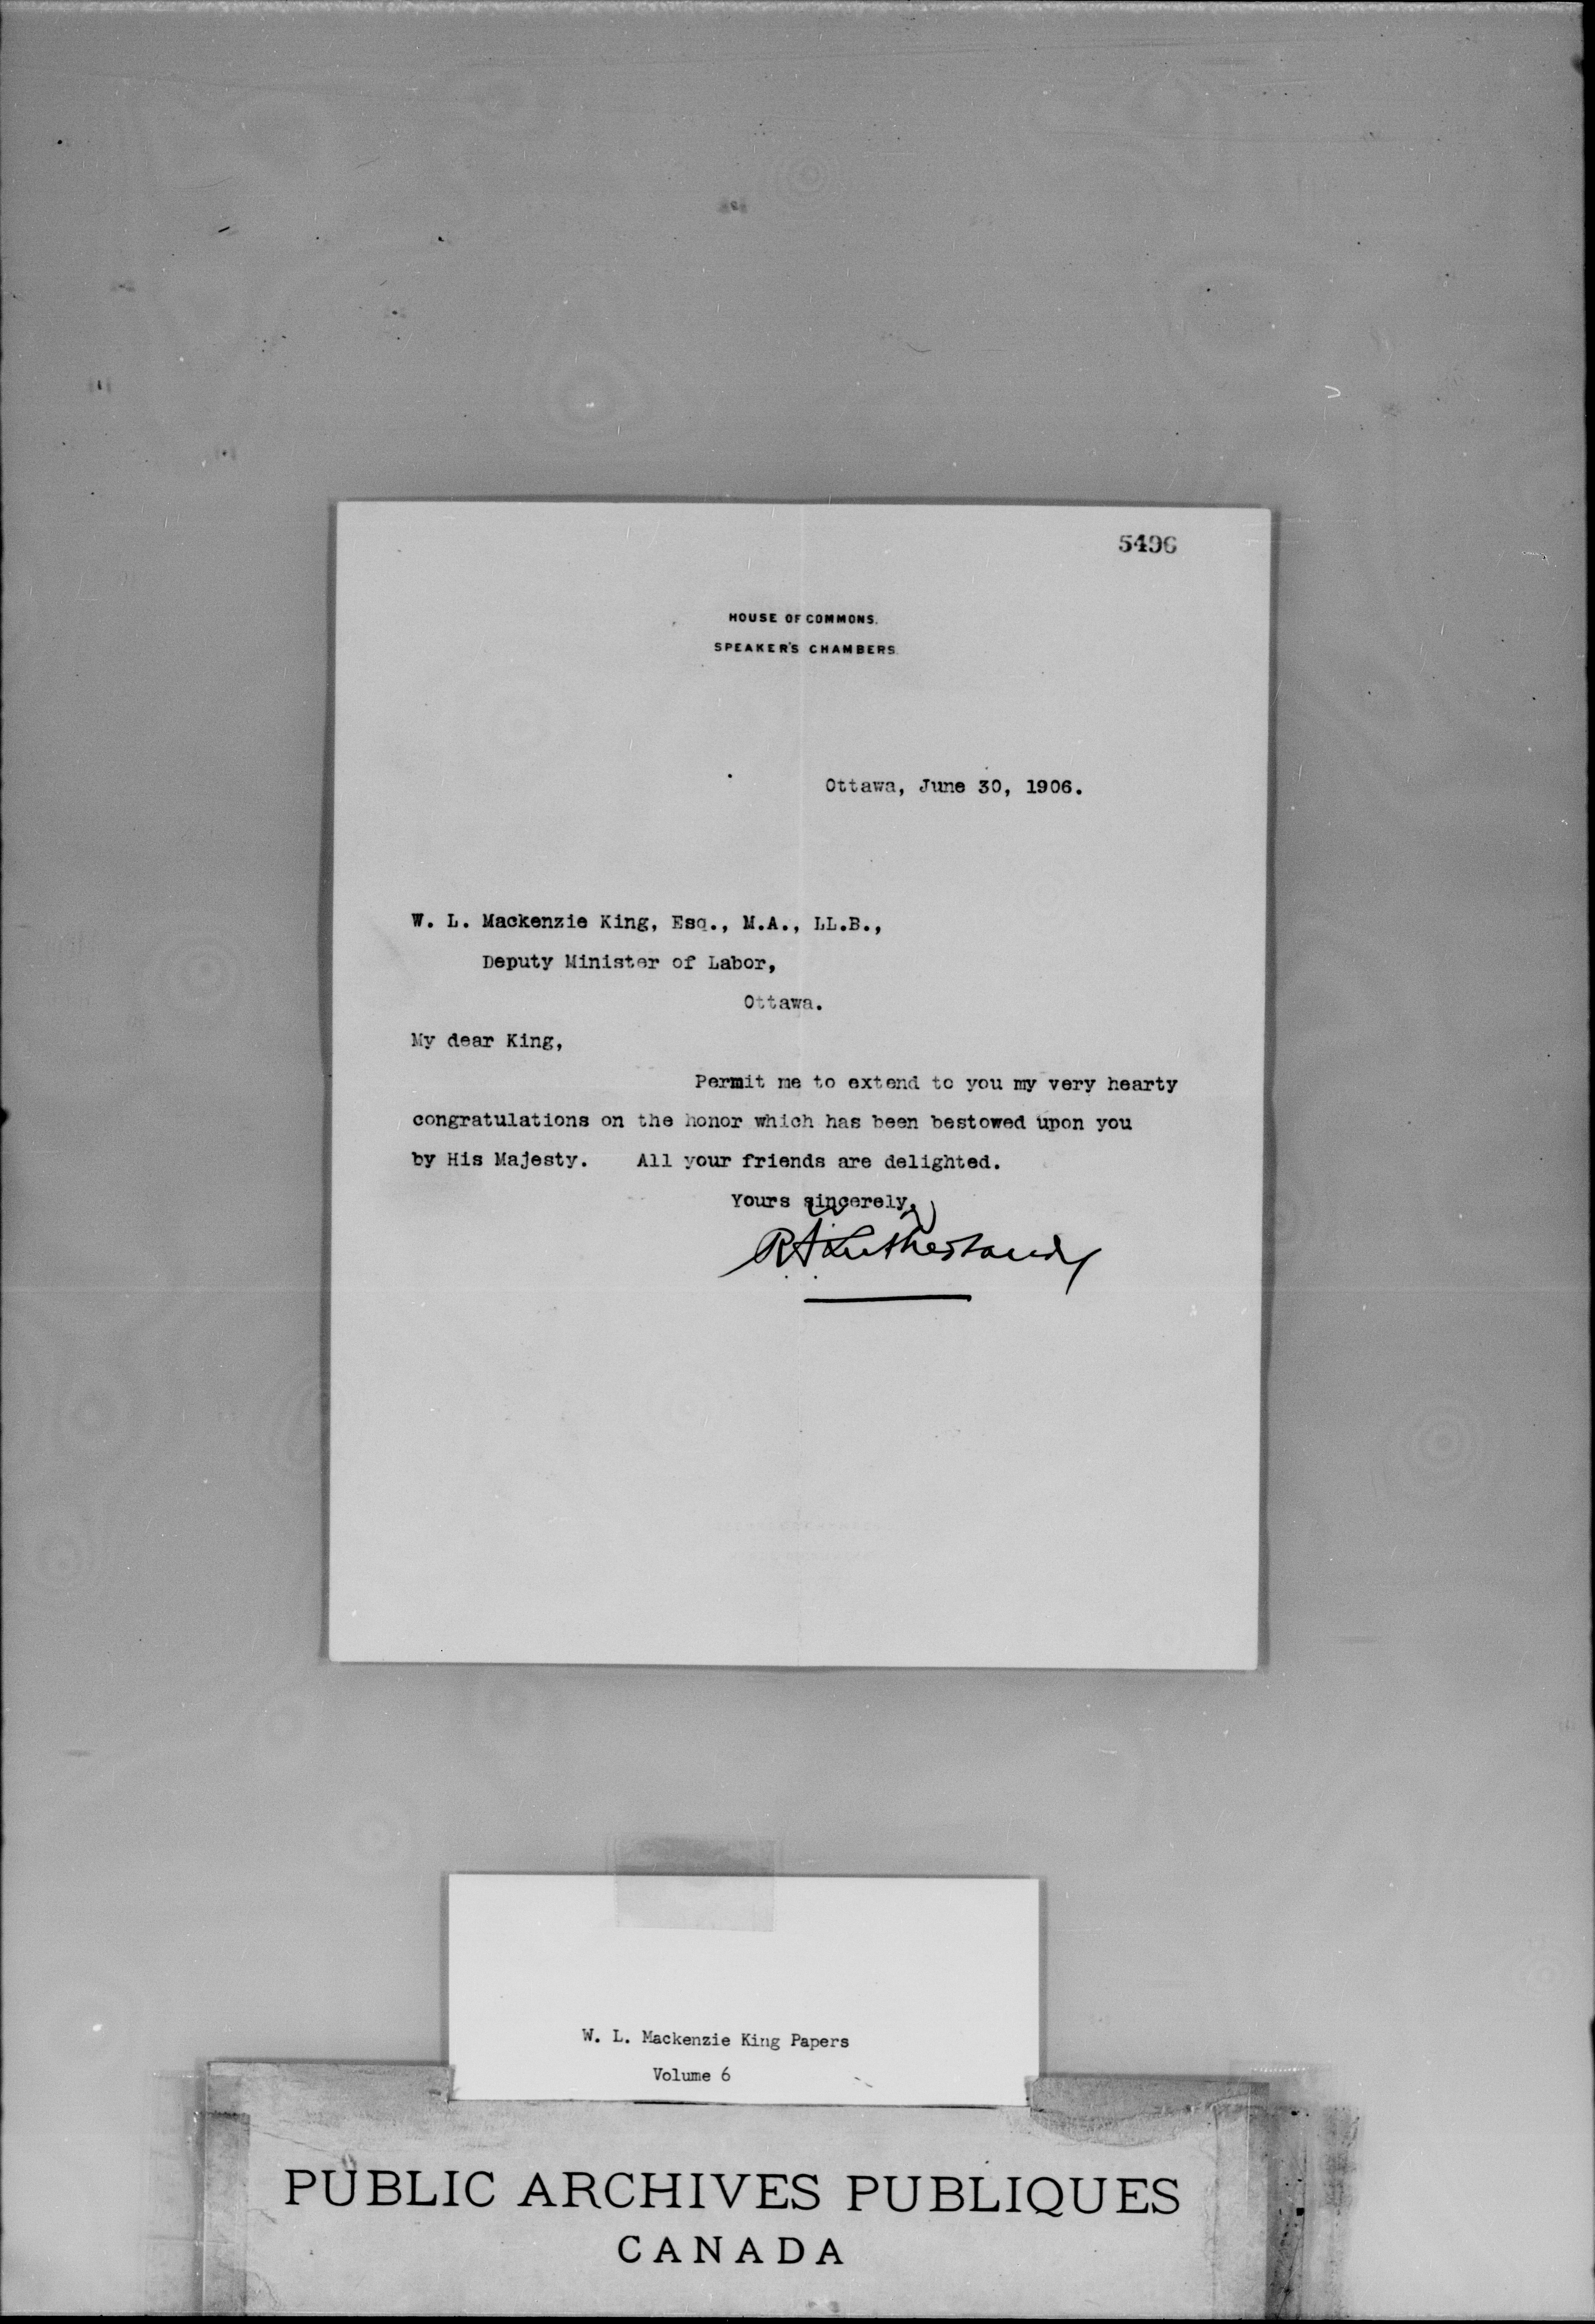 5496
HOUSE OF COMMONS.
SPEAKER'S CHAMBERS.
Ottawa, June 30, 1906.
W. L. Mackenzie King, Esq., M.A., LL.B.,
Deputy Minister of Labor,
Ottawa.
My dear King,
Permit me to extend to you my very hearty
congratulations on the honor which has been bestowed upon you
by His Majesty. All your friends are delighted.
Yours sincerely,
R. F. Sutherland
W. L. Mackenzie King Papers
Volume 6
PUBLIC ARCHIVES PUBLIQUES
CANADA